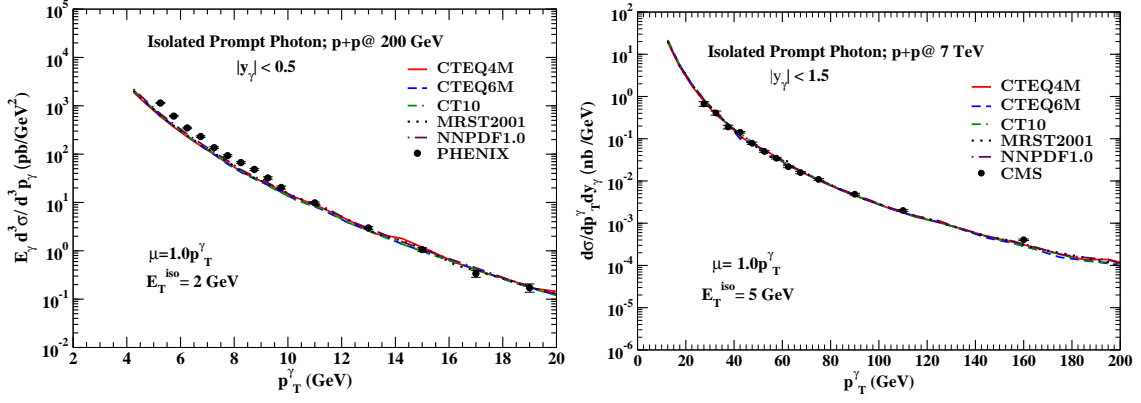 Isolated Prompt Photon; p+p@ 200 GeV
|y_γ| < 0.5
CTEQ4M
CTEQ6M
CT10
MRST2001
NNPDF1.0
PHENIX
μ=1.0p_T^γ
E_T^iso = 2 GeV
E_γ d^3σ/ d^3 p_γ (pb/GeV^2)
10^5
10^4
10^3
10^2
10^1
10^0
10^-1
10^-2
2 4 6 8 10 12 14 16 18 20
p_T^γ (GeV)
Isolated Prompt Photon; p+p@ 7 TeV
|y_γ| < 1.5
CTEQ4M
CTEQ6M
CT10
MRST2001
NNPDF1.0
CMS
μ= 1.0p_T^γ
E_T^iso = 5 GeV
dσ/dp_T^γ dy_γ (nb /GeV)
10^2
10^1
10^0
10^-1
10^-2
10^-3
10^-4
10^-5
10^-6
0 20 40 60 80 100 120 140 160 180 200
p_T^γ (GeV)